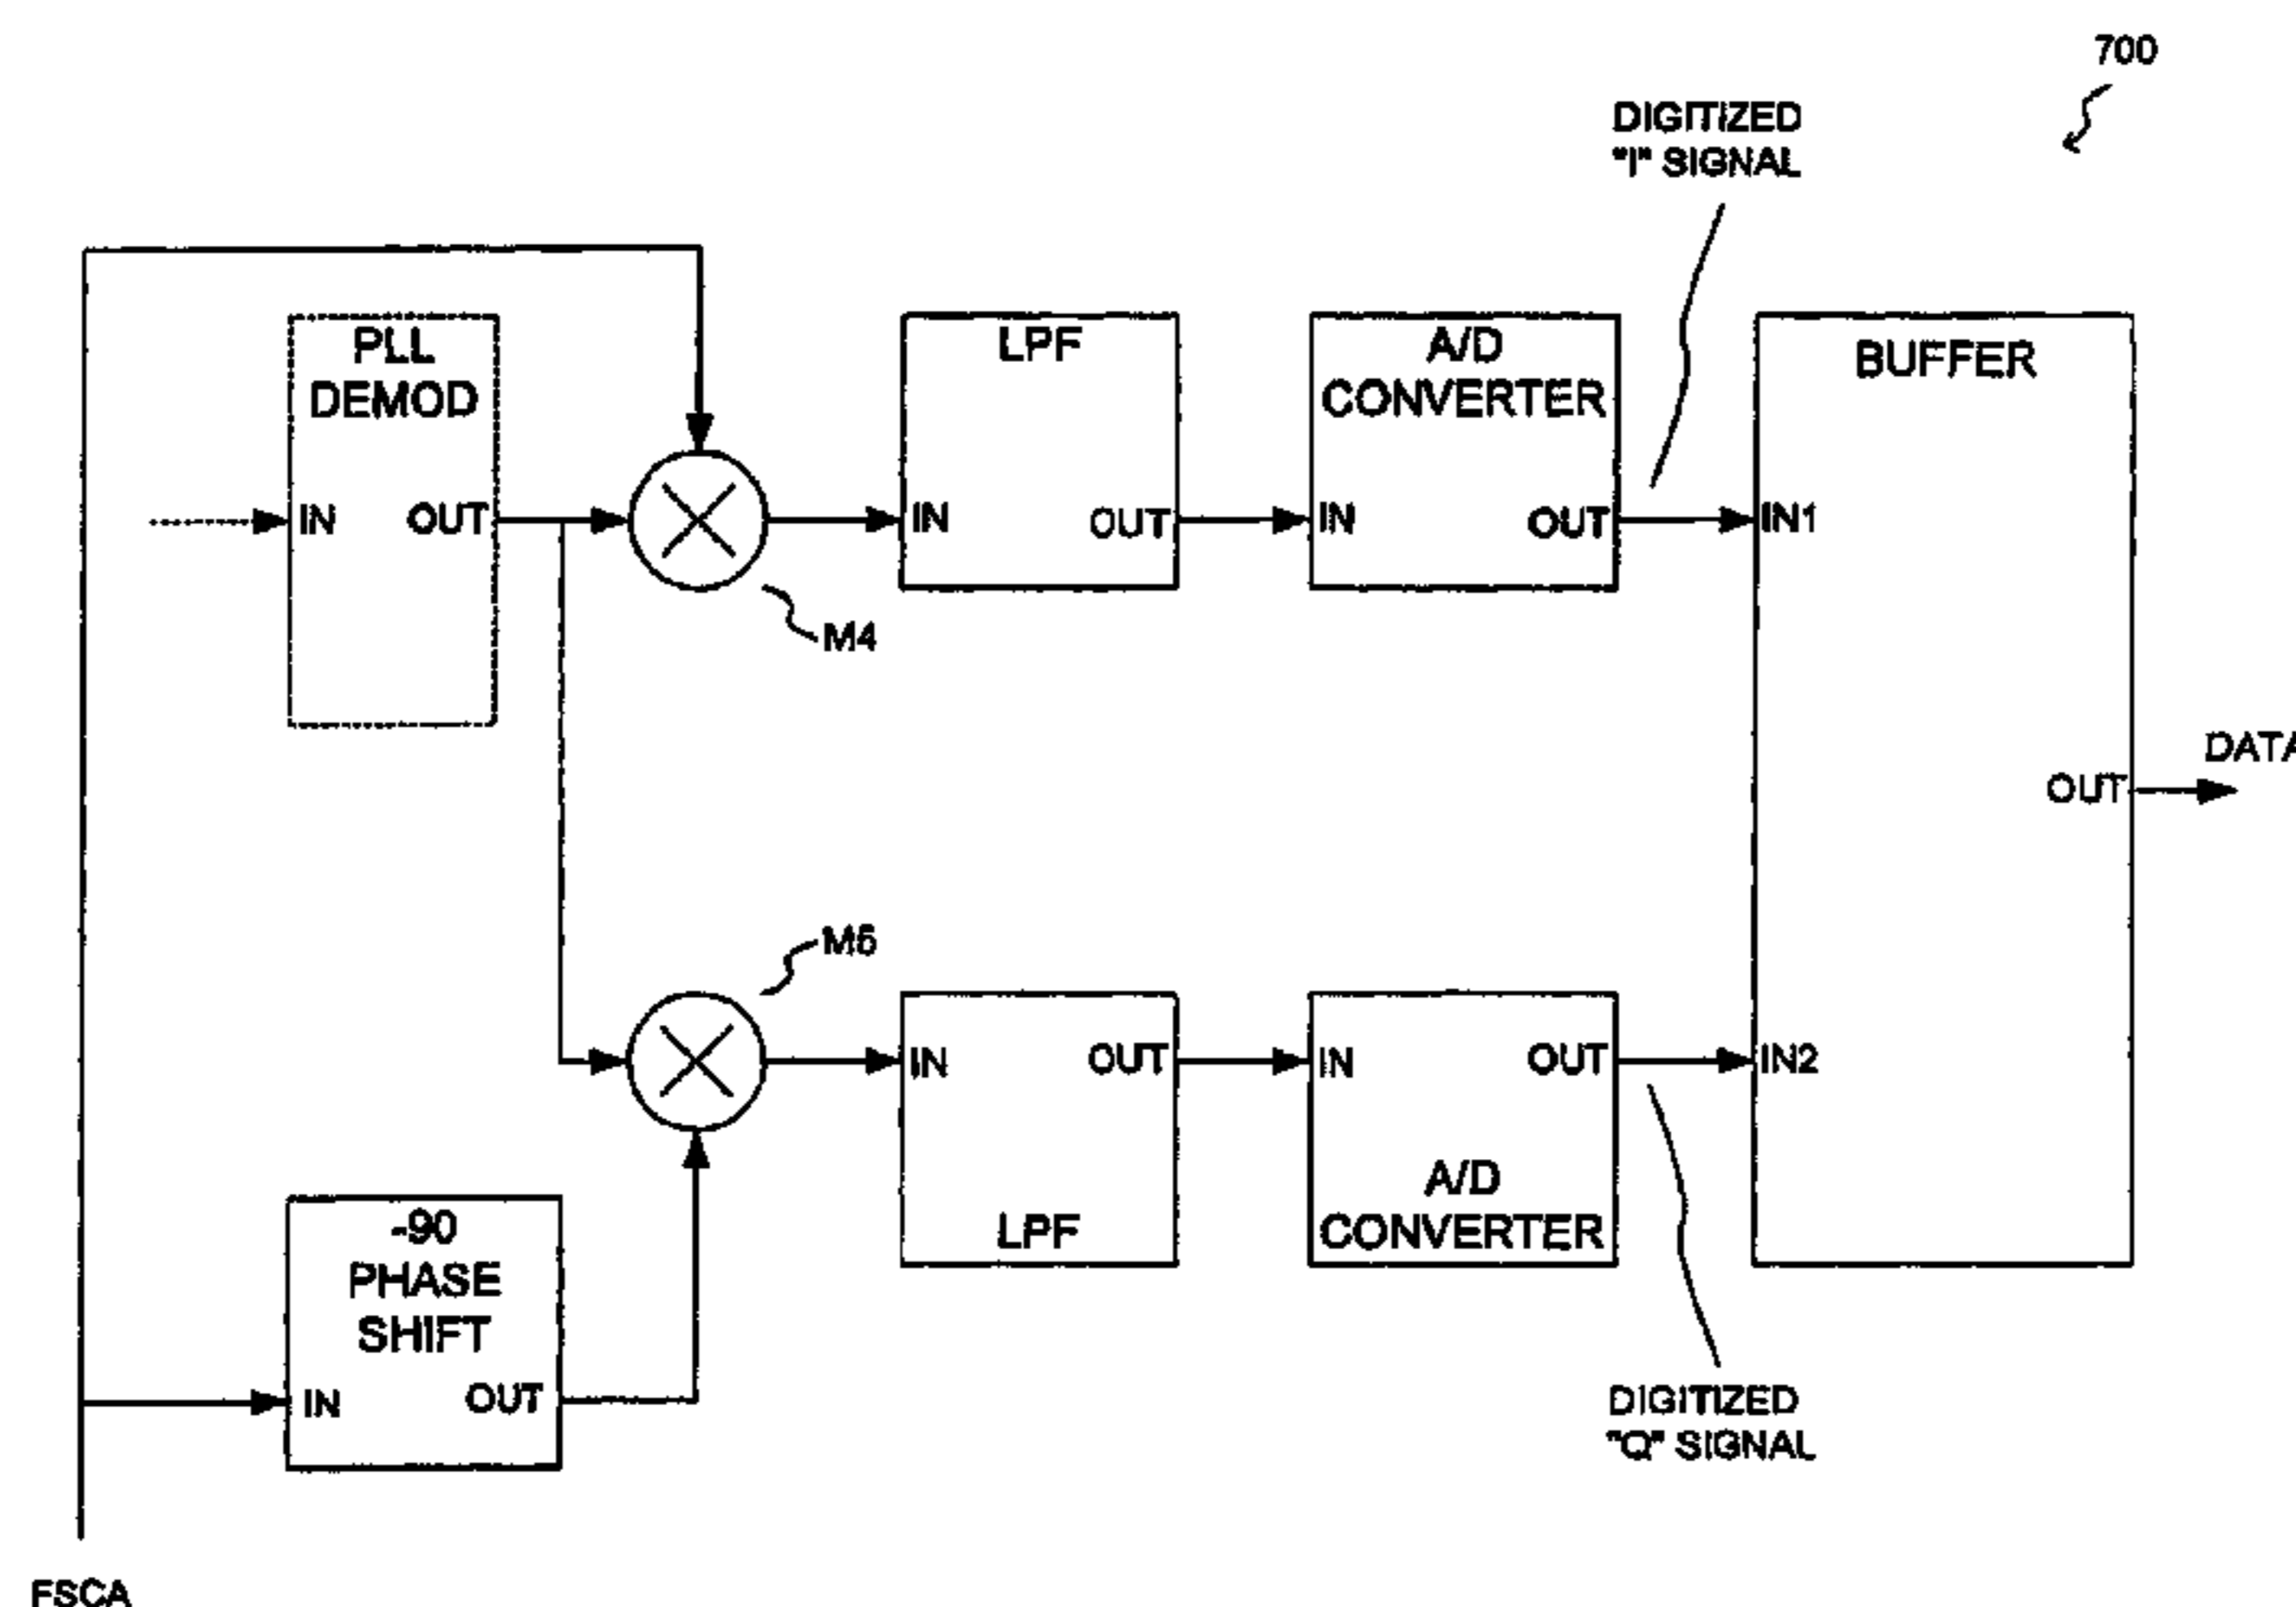 700
DIGITIZED
"I" SIGNAL
PLL
DEMOD
IN
OUT
M4
LPF
IN
OUT
A/D
CONVERTER
IN
OUT
BUFFER
IN1
IN2
OUT
DATA
M5
IN
OUT
LPF
IN
OUT
A/D
CONVERTER
-90
PHASE
SHIFT
IN
OUT
DIGITIZED
"Q" SIGNAL
FSCA